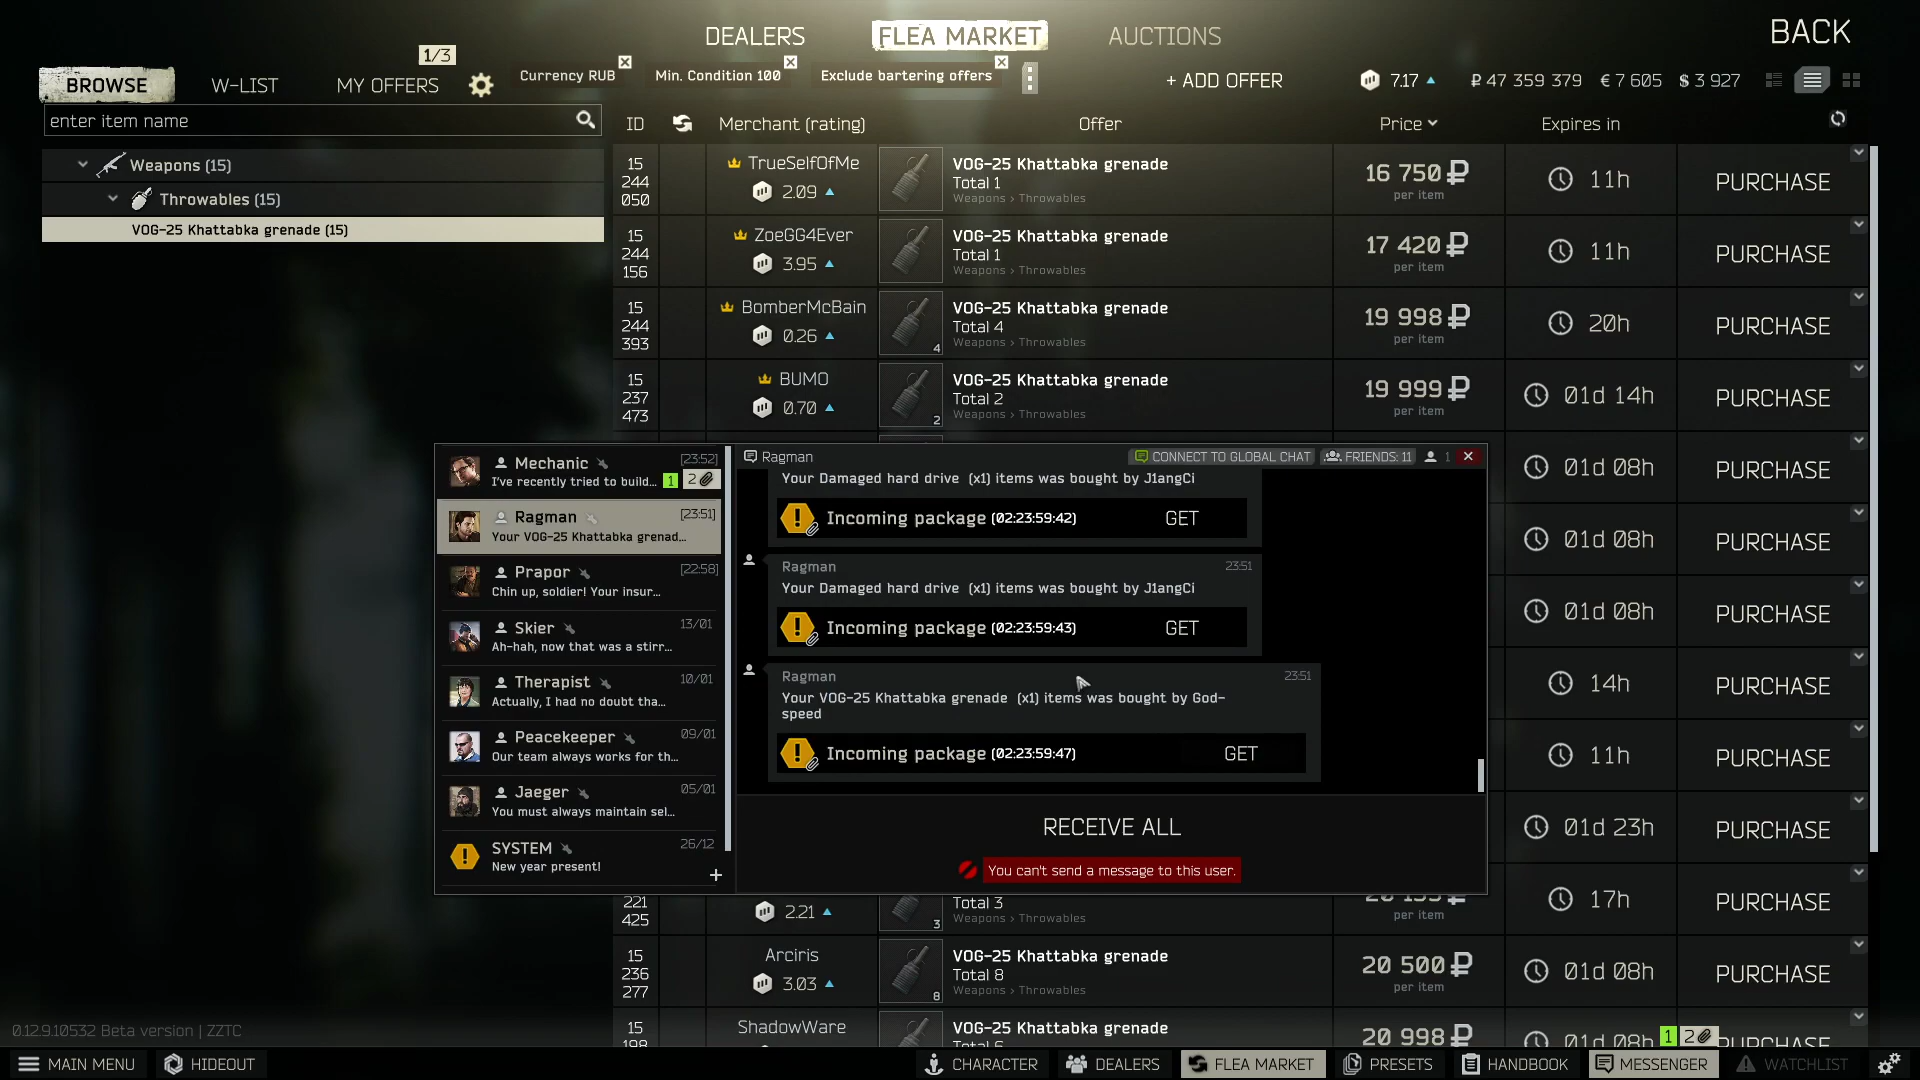 DEALERS
FLEA MARKET
AUCTIONS
BACK
1/3
BROWSE
W-LIST
MY OFFERS
Currency RUB
Min. Condition 100
Exclude bartering offers
+ ADD OFFER
7.17
₽ 47 359 379
€ 7 605
$ 3 927
enter item name
ID
Merchant (rating)
Offer
Price
Expires in
Weapons (15)
Throwables (15)
VOG-25 Khattabka grenade (15)
15 244 050
TrueSelfOfMe
2.09
VOG-25 Khattabka grenade
Total 1
Weapons > Throwables
16 750 ₽
per item
11h
PURCHASE
15 244 156
ZoeGG4Ever
3.95
VOG-25 Khattabka grenade
Total 1
Weapons > Throwables
17 420 ₽
per item
11h
PURCHASE
15 244 393
BomberMcBain
0.26
4
VOG-25 Khattabka grenade
Total 4
Weapons > Throwables
19 998 ₽
per item
20h
PURCHASE
15 237 473
BUMO
0.70
2
VOG-25 Khattabka grenade
Total 2
Weapons > Throwables
19 999 ₽
per item
01d 14h
PURCHASE
01d 08h
PURCHASE
01d 08h
PURCHASE
01d 08h
PURCHASE
14h
PURCHASE
11h
PURCHASE
01d 23h
PURCHASE
Mechanic
[23:52]
I've recently tried to build...
1
2
Ragman
[23:51]
Your VOG-25 Khattabka grenad...
Prapor
[22:58]
Chin up, soldier! Your insur...
Skier
13/01
Ah-hah, now that was a stirr...
Therapist
10/01
Actually, I had no doubt tha...
Peacekeeper
09/01
Our team always works for th...
Jaeger
05/01
You must always maintain sel...
SYSTEM
26/12
New year present!
+
Ragman
CONNECT TO GLOBAL CHAT
FRIENDS: 11
1
Your Damaged hard drive (x1) items was bought by J1angCi
Incoming package (02:23:59:42)
GET
Ragman
23:51
Your Damaged hard drive (x1) items was bought by J1angCi
Incoming package (02:23:59:43)
GET
Ragman
23:51
Your VOG-25 Khattabka grenade (x1) items was bought by God-
speed
Incoming package (02:23:59:47)
GET
RECEIVE ALL
You can't send a message to this user.
221 425
2.21
3
Total 3
Weapons > Throwables
per item
17h
PURCHASE
15 236 277
Arciris
3.03
8
VOG-25 Khattabka grenade
Total 8
Weapons > Throwables
20 500 ₽
per item
01d 08h
PURCHASE
15
ShadowWare
VOG-25 Khattabka grenade
20 998 ₽
01d 08h
PURCHASE
1
2
0.12.9.10532 Beta version | ZZTC
MAIN MENU
HIDEOUT
CHARACTER
DEALERS
FLEA MARKET
PRESETS
HANDBOOK
MESSENGER
WATCHLIST